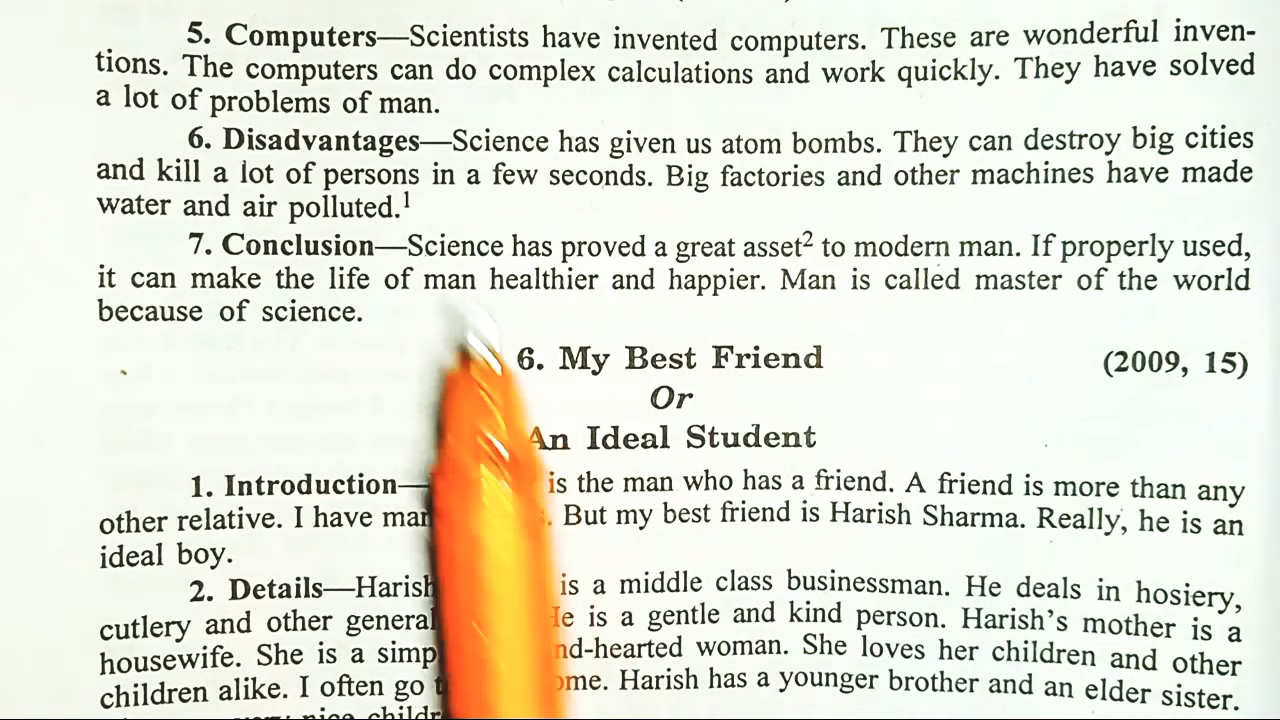 5. Computers—Scientists have invented computers. These are wonderful inven-
tions. The computers can do complex calculations and work quickly. They have solved
a lot of problems of man.
6. Disadvantages—Science has given us atom bombs. They can destroy big cities
and kill a lot of persons in a few seconds. Big factories and other machines have made
water and air polluted.1
7. Conclusion—Science has proved a great asset2 to modern man. If properly used,
it can make the life of man healthier and happier. Man is called master of the world
because of science.
6. My Best Friend (2009, 15)
Or
An Ideal Student
1. Introduction— is the man who has a friend. A friend is more than any
other relative. I have . But my best friend is Harish Sharma. Really, he is an
ideal boy.
2. Details— is a middle class businessman. He deals in hosiery,
cutlery and other general is a gentle and kind person. Harish's mother is a
housewife. She is a woman. She loves her children and other
children alike. I often go Harish has a younger brother and an elder sister.
nice